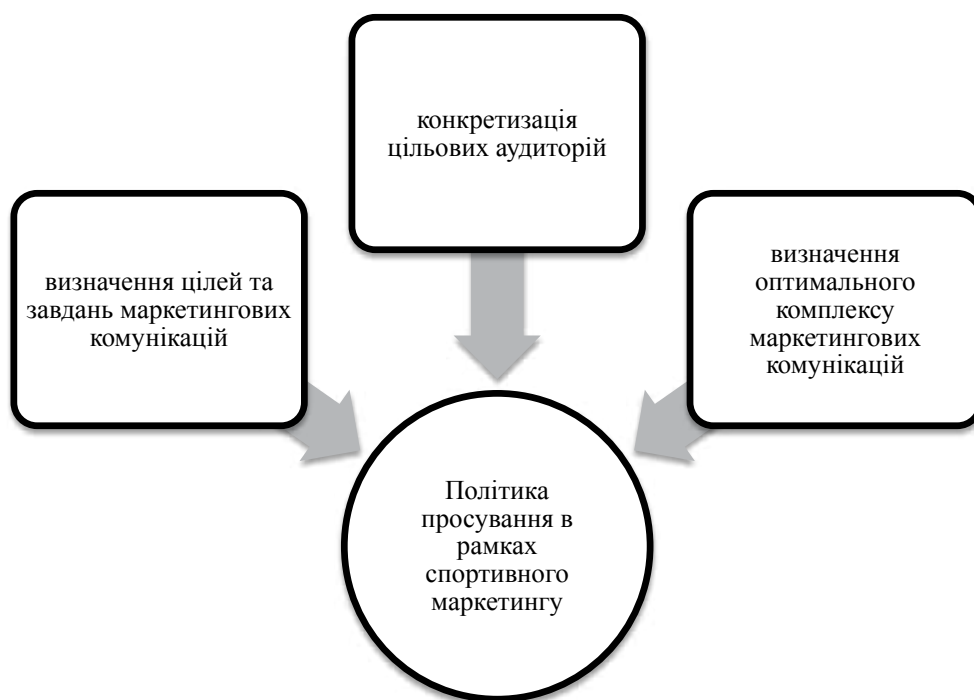 конкретизація
цільових аудиторій
визначення цілей та
завдань маркетингових
комунікацій
визначення
оптимального
комплексу
маркетингових
комунікацій
Політика
просування в
рамках
спортивного
маркетингу